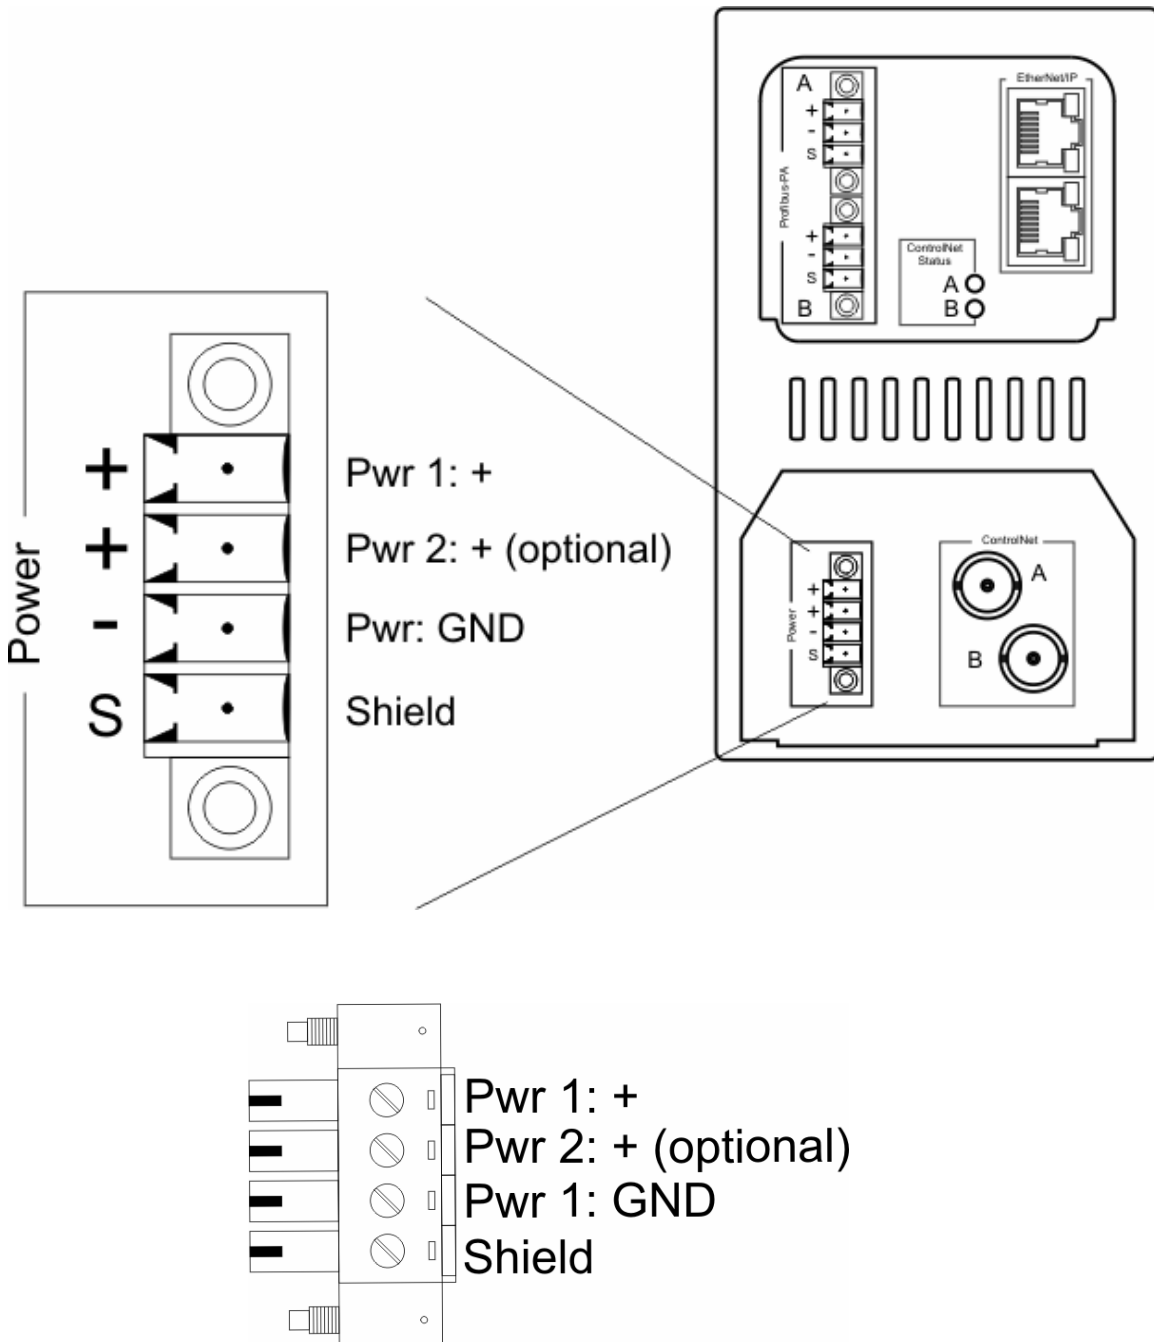 A
+
-
S
Profibus-PA
+
-
S
B
EtherNet/IP
ControlNet
Status
A
B
Power
+
+
-
S
Pwr 1: +
Pwr 2: + (optional)
Pwr: GND
Shield
Power
+
+
-
S
ControlNet
A
B
Pwr 1: +
Pwr 2: + (optional)
Pwr 1: GND
Shield